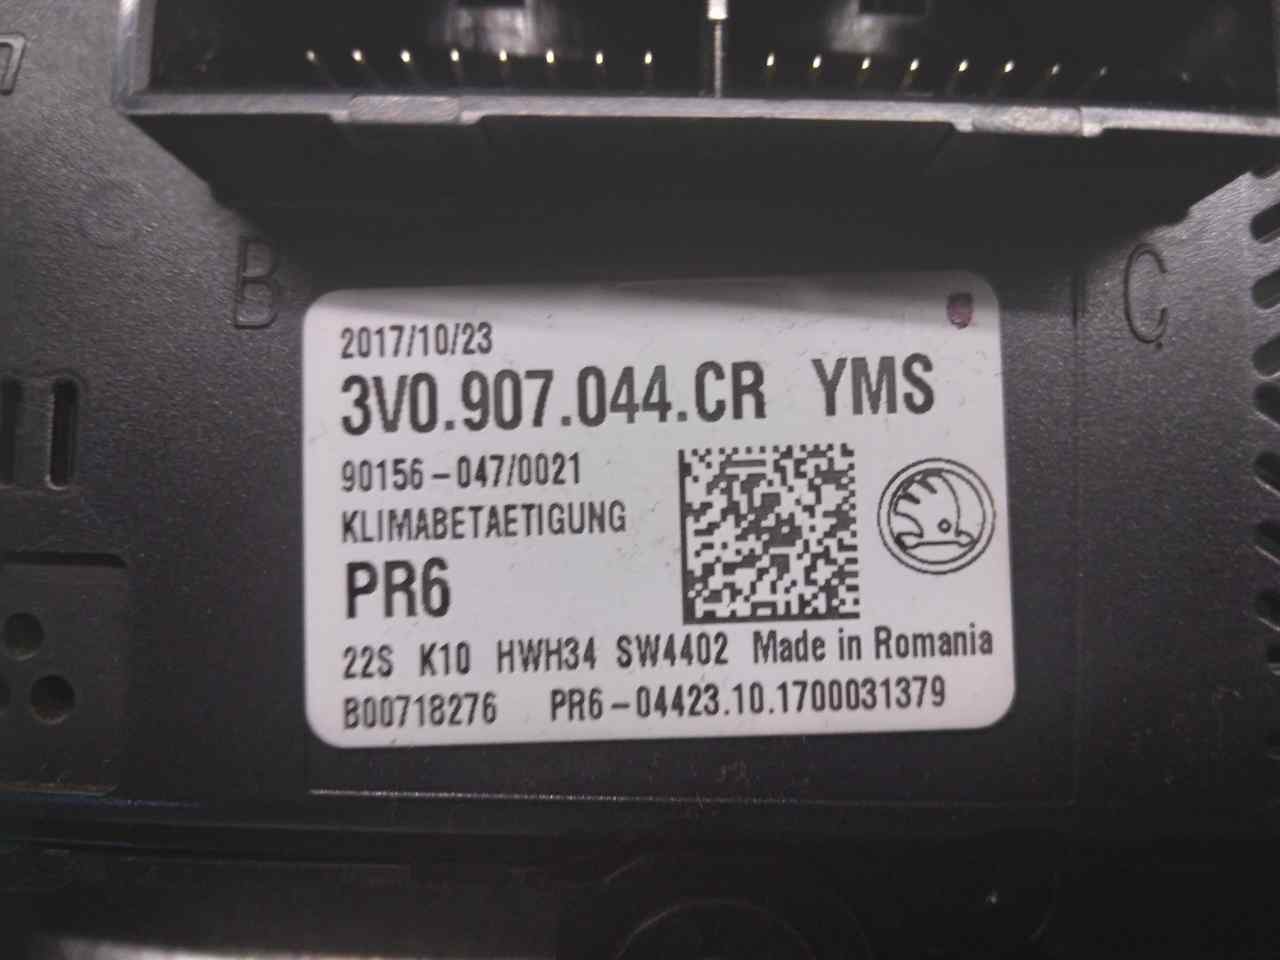 B
C
2017/10/23
3V0.907.044.CR YMS
90156-047/0021
KLIMABETAETIGUNG
PR6
22S K10 HWH34 SW4402 Made in Romania
B00718276 PR6-04423.10.1700031379